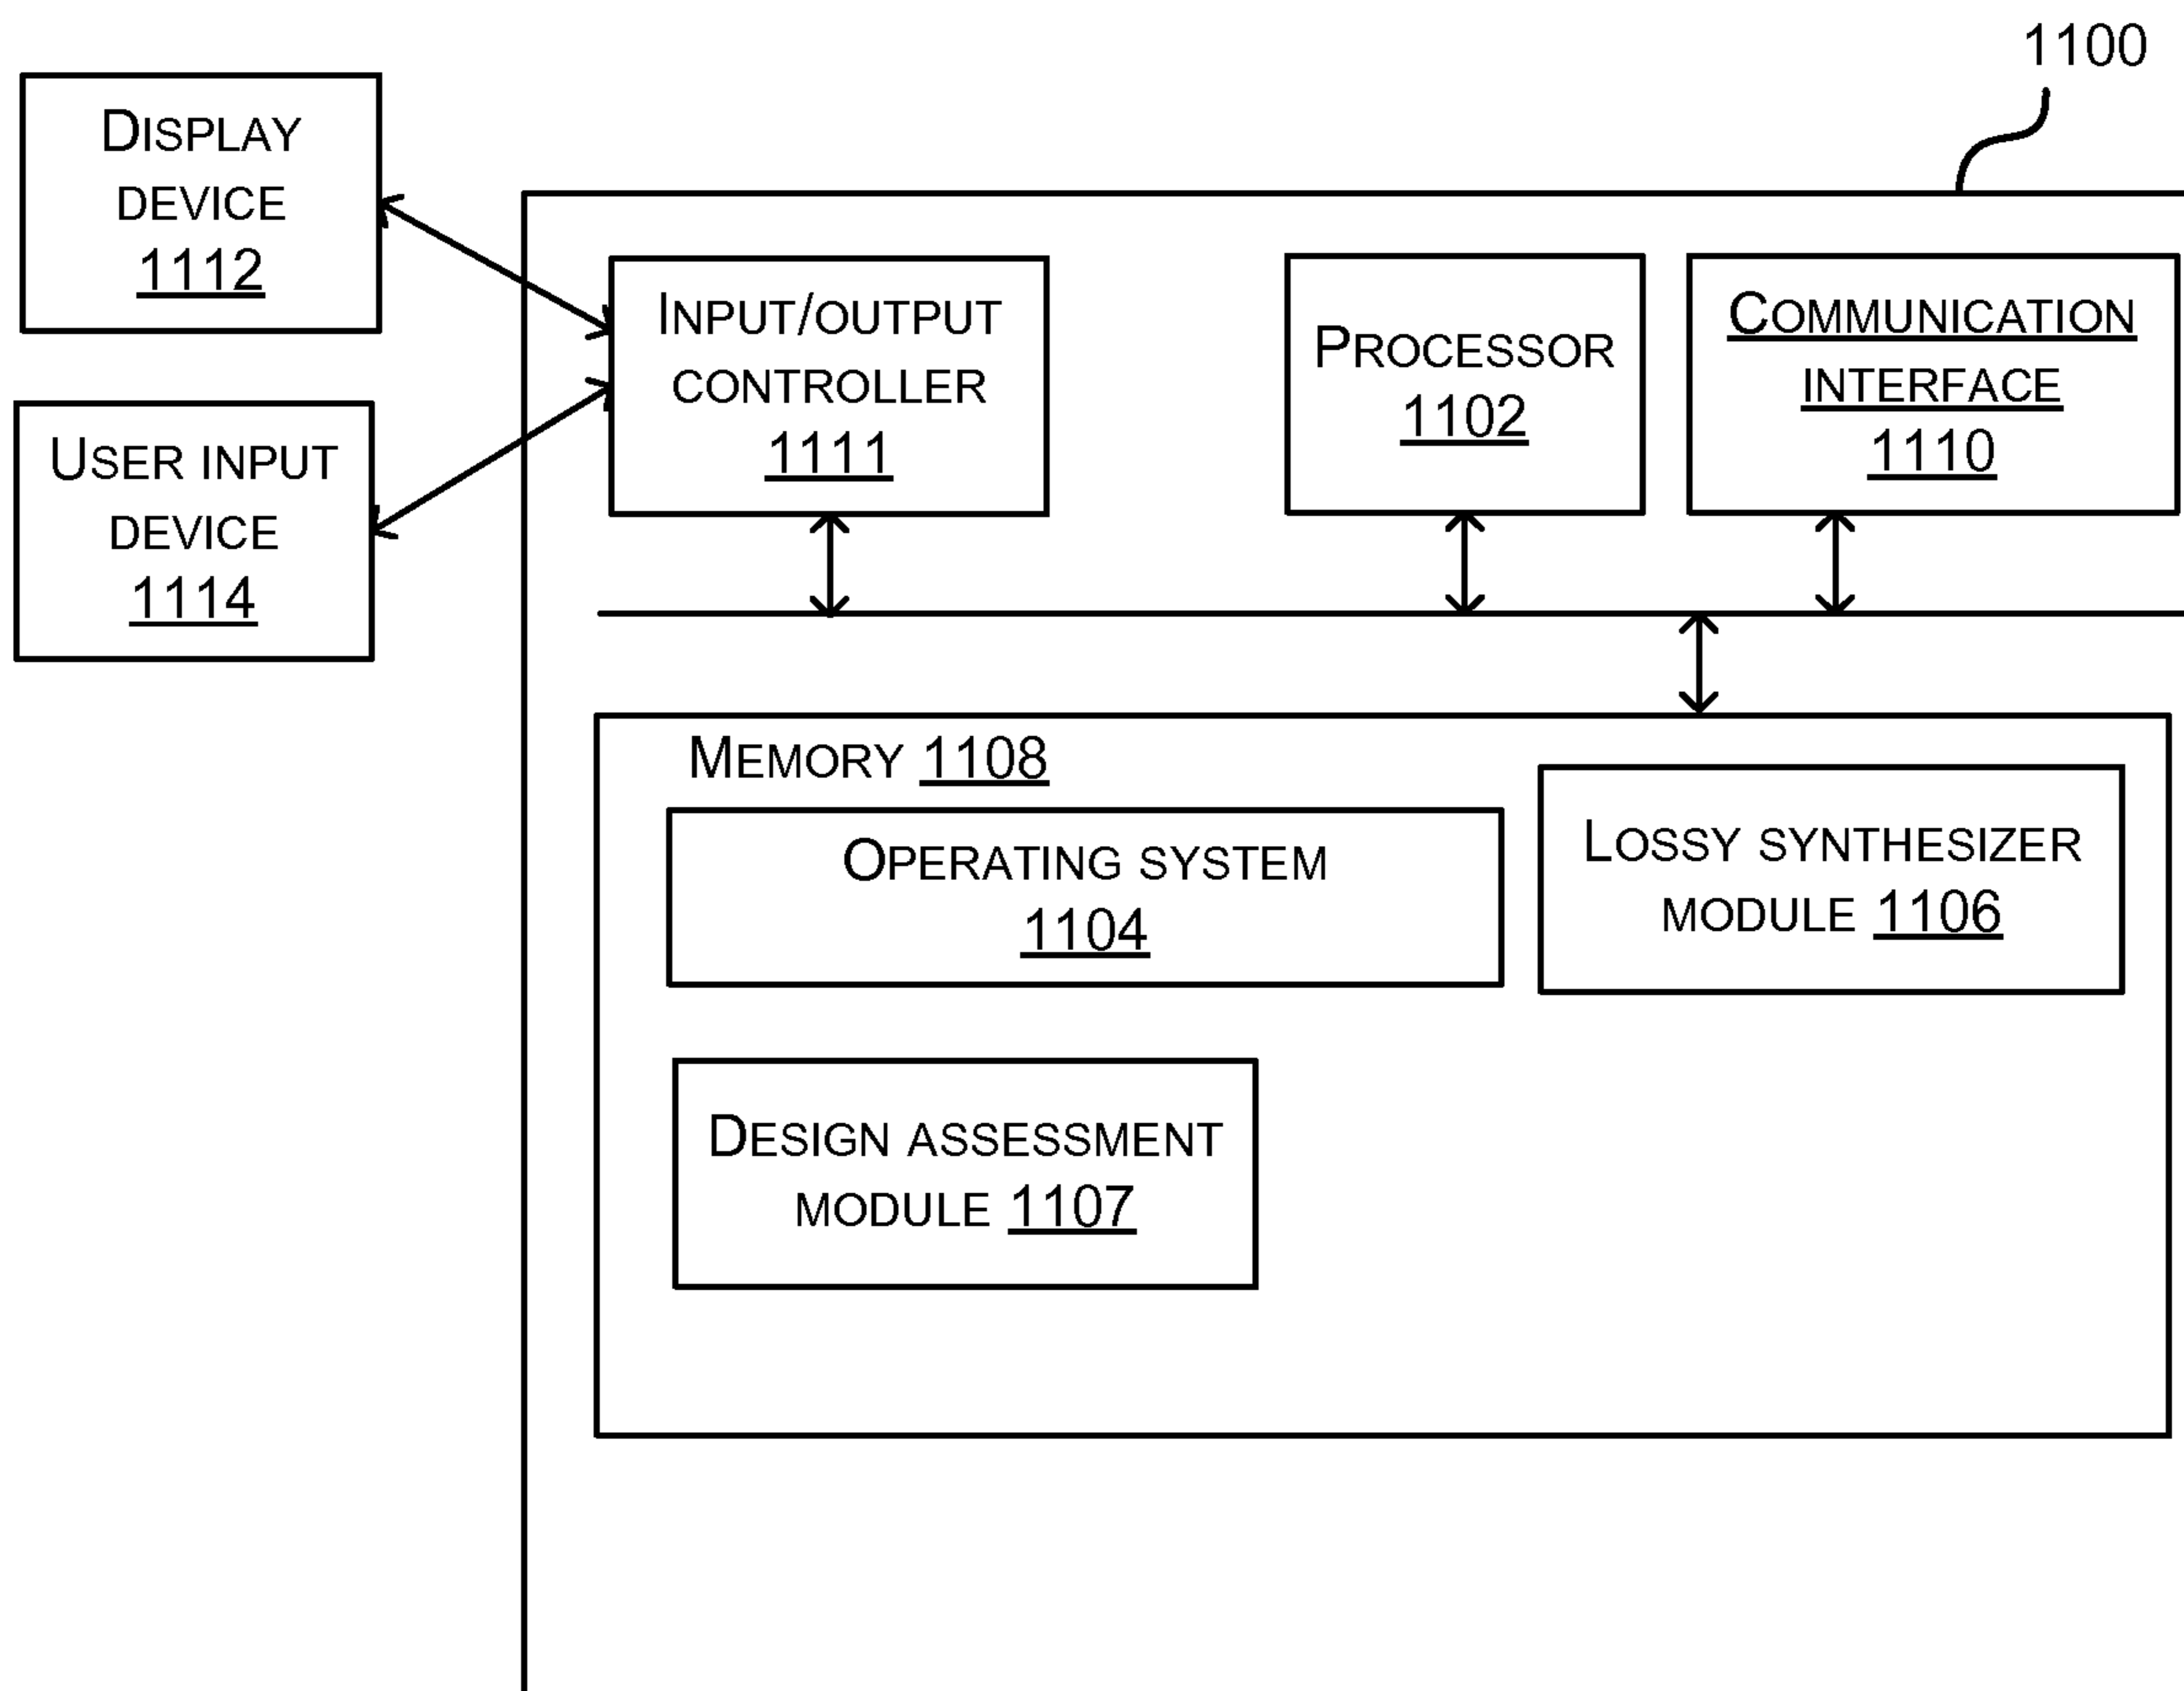 1100
Display
device
1112
Input/output
controller
1111
Processor
1102
Communication
interface
1110
User input
device
1114
Memory 1108
Operating system
1104
Lossy synthesizer
module 1106
Design assessment
module 1107